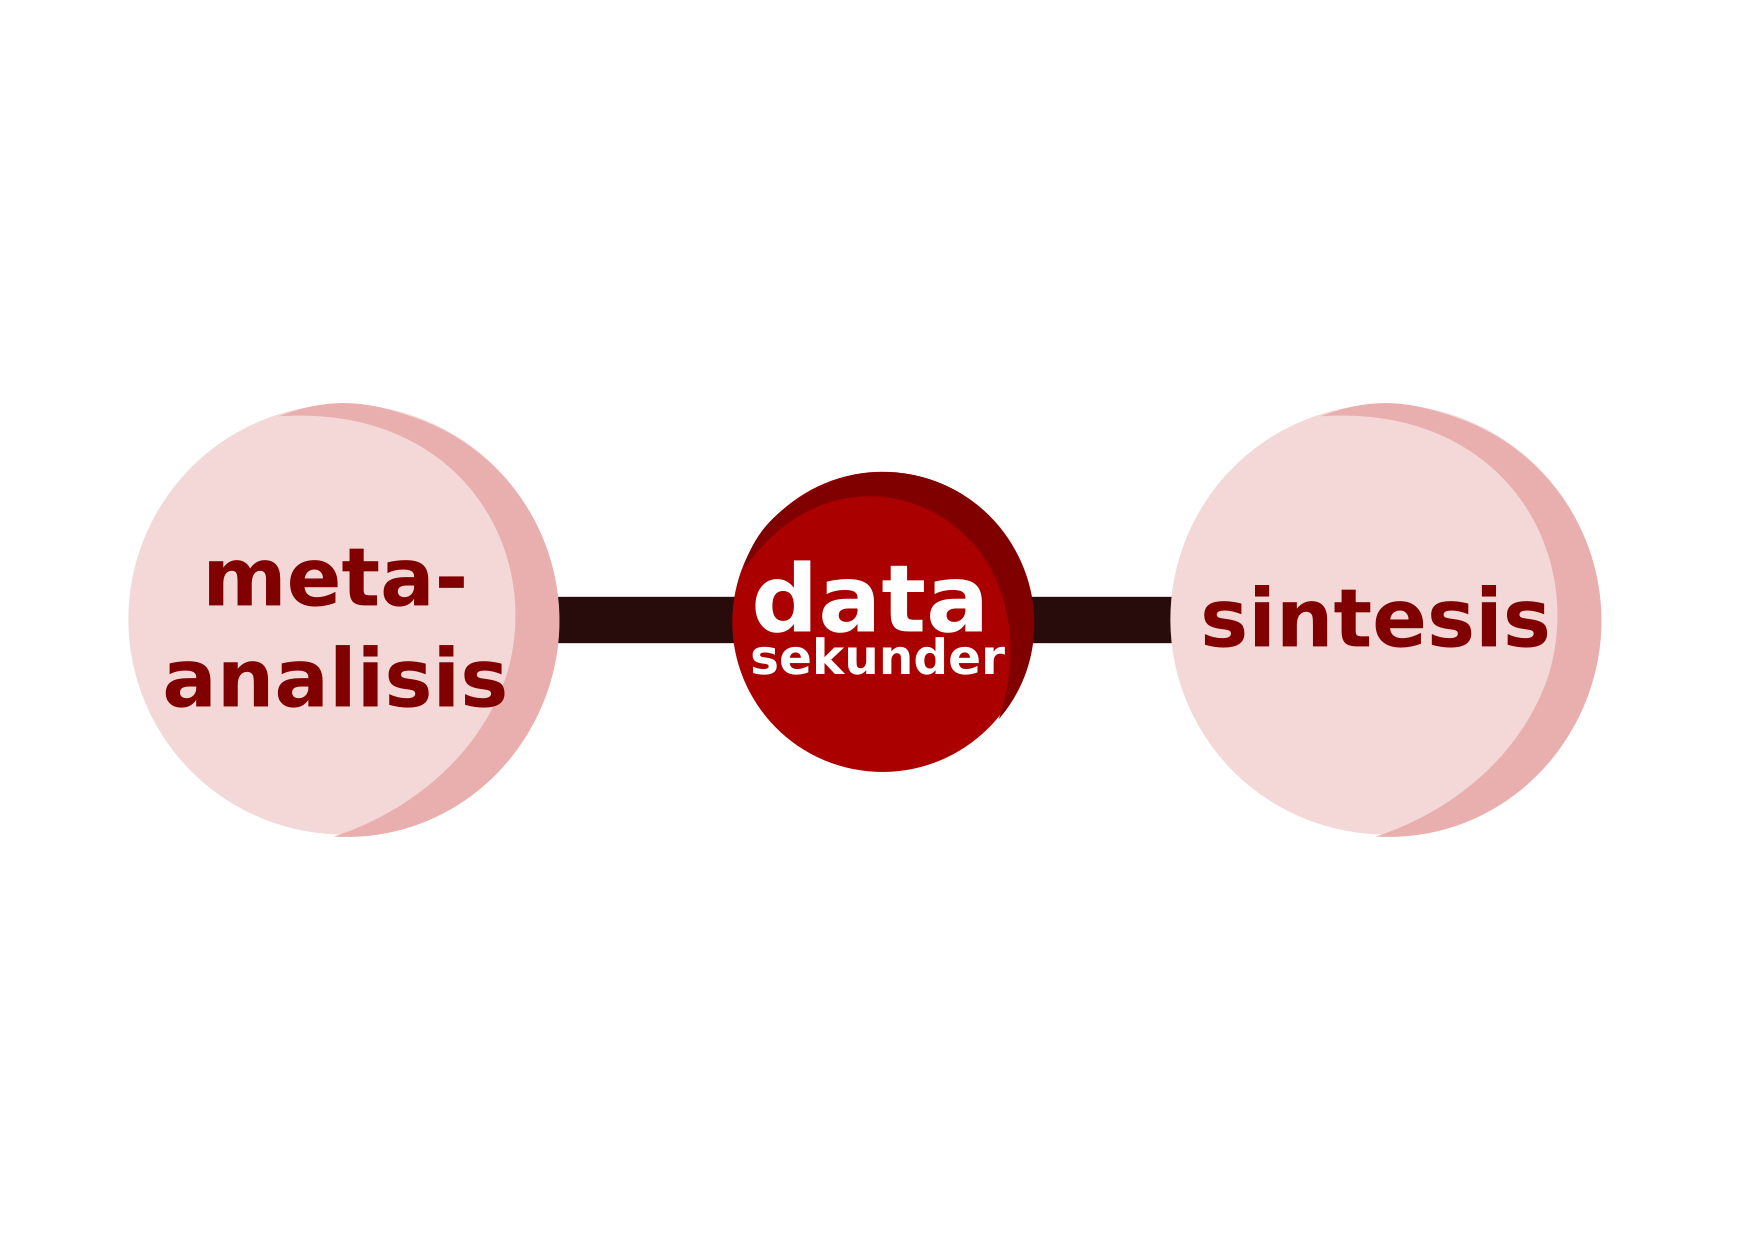 meta-
analisis
data
sekunder
sintesis